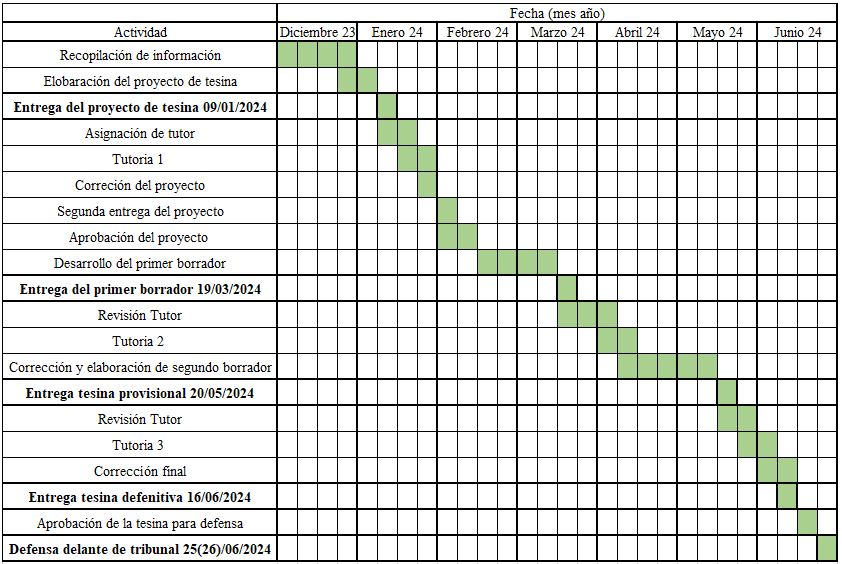 Fecha (mes año)
Actividad Diciembre 23 Enero 24 Febrero 24 Marzo 24 Abril 24 Mayo 24 Junio 24
Recopilación de información
Elobaración del proyecto de tesina
Entrega del proyecto de tesina 09/01/2024
Asignación de tutor
Tutoria 1
Correción del proyecto
Segunda entrega del proyecto
Aprobación del proyecto
Desarrollo del primer borrador
Entrega del primer borrador 19/03/2024
Revisión Tutor
Tutoria 2
Corrección y elaboración de segundo borrador
Entrega tesina provisional 20/05/2024
Revisión Tutor
Tutoria 3
Corrección final
Entrega tesina defenitiva 16/06/2024
Aprobación de la tesina para defensa
Defensa delante de tribunal 25(26)/06/2024